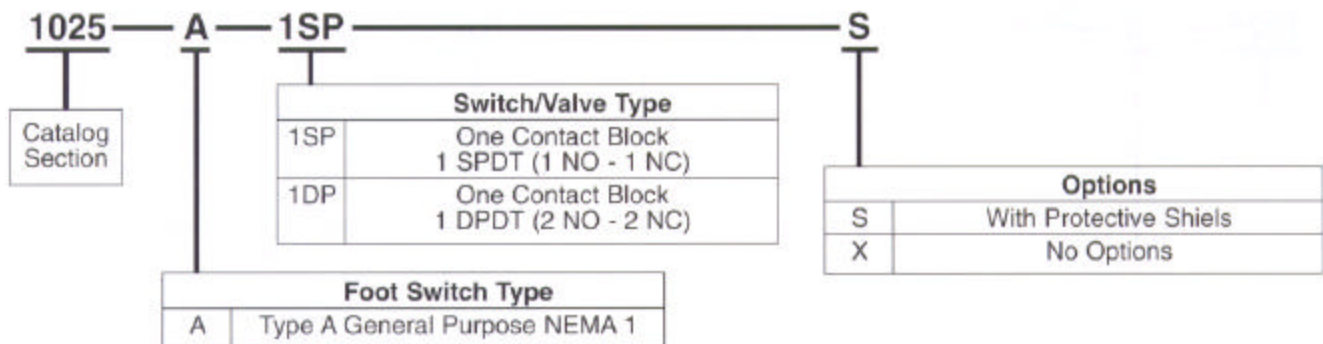 1025 A 1SP S
Catalog
Section
Switch/Valve Type
1SP One Contact Block
1 SPDT (1 NO - 1 NC)
1DP One Contact Block
1 DPDT (2 NO - 2 NC)
Options
S With Protective Shiels
X No Options
Foot Switch Type
A Type A General Purpose NEMA 1